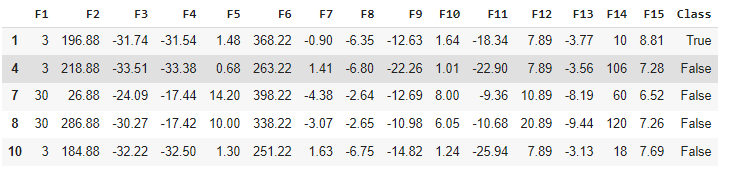 F1 F2 F3 F4 F5 F6 F7 F8 F9 F10 F11 F12 F13 F14 F15 Class
1 3 196.88 -31.74 -31.54 1.48 368.22 -0.90 -6.35 -12.63 1.64 -18.34 7.89 -3.77 10 8.81 True
4 3 218.88 -33.51 -33.38 0.68 263.22 1.41 -6.80 -22.26 1.01 -22.90 7.89 -3.56 106 7.28 False
7 30 26.88 -24.09 -17.44 14.20 398.22 -4.38 -2.64 -12.69 8.00 -9.36 10.89 -8.19 60 6.52 False
8 30 286.88 -30.27 -17.42 10.00 338.22 -3.07 -2.65 -10.98 6.05 -10.68 20.89 -9.44 120 7.26 False
10 3 184.88 -32.22 -32.50 1.30 251.22 1.63 -6.75 -14.82 1.24 -25.94 7.89 -3.13 18 7.69 False